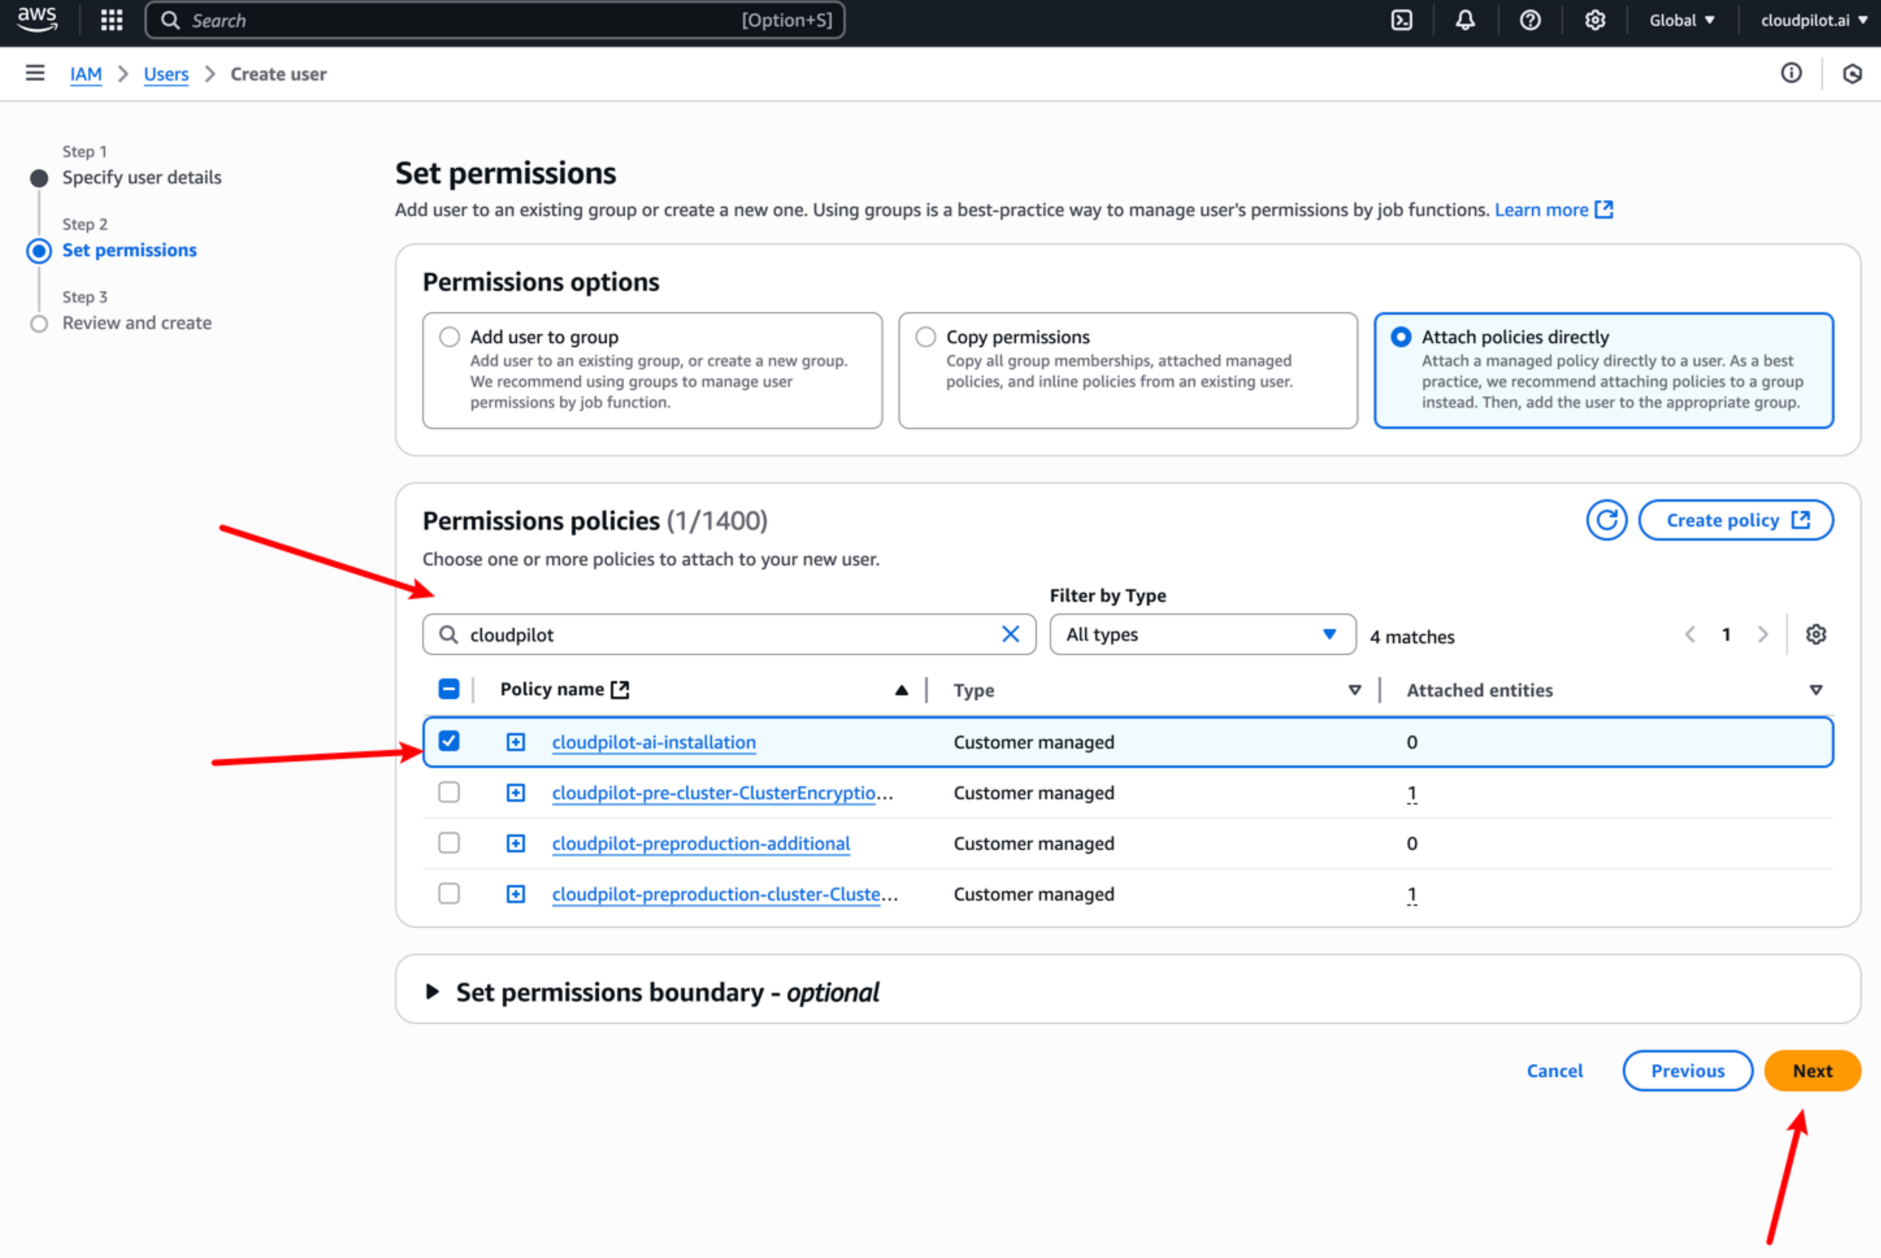 aws
Search [Option+S] Global cloudpilot.ai
IAM Users Create user
Step 1
Specify user details
Step 2
Set permissions
Step 3
Review and create
Set permissions
Add user to an existing group or create a new one. Using groups is a best-practice way to manage user's permissions by job functions. Learn more
Permissions options
Add user to group
Add user to an existing group, or create a new group.
We recommend using groups to manage user
permissions by job function.
Copy permissions
Copy all group memberships, attached managed
policies, and inline policies from an existing user.
Attach policies directly
Attach a managed policy directly to a user. As a best
practice, we recommend attaching policies to a group
instead. Then, add the user to the appropriate group.
Permissions policies (1/1400)
Create policy
Choose one or more policies to attach to your new user.
Filter by Type
cloudpilot All types 4 matches 1
Policy name Type Attached entities
cloudpilot-ai-installation Customer managed 0
cloudpilot-pre-cluster-ClusterEncryptio... Customer managed 1
cloudpilot-preproduction-additional Customer managed 0
cloudpilot-preproduction-cluster-Cluste... Customer managed 1
Set permissions boundary - optional
Cancel Previous Next